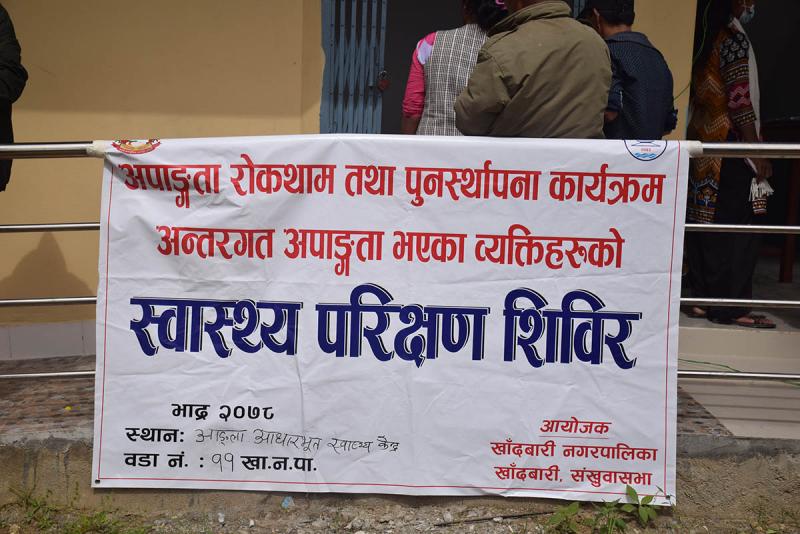 अपाङ्गता रोकथाम तथा पुनर्स्थापना कार्यक्रम
अन्तरगत अपाङ्गता भएका व्यक्तिहरूको
स्वास्थ्य परिक्षण शिविर
भाद्र २०७८
स्थान: आङ्ला आधारभूत स्वास्थ्य केन्द्र
वडा नं. : ११ खा.न.पा.
आयोजक
खाँदबारी नगरपालिका
खाँदबारी, संखुवासभा